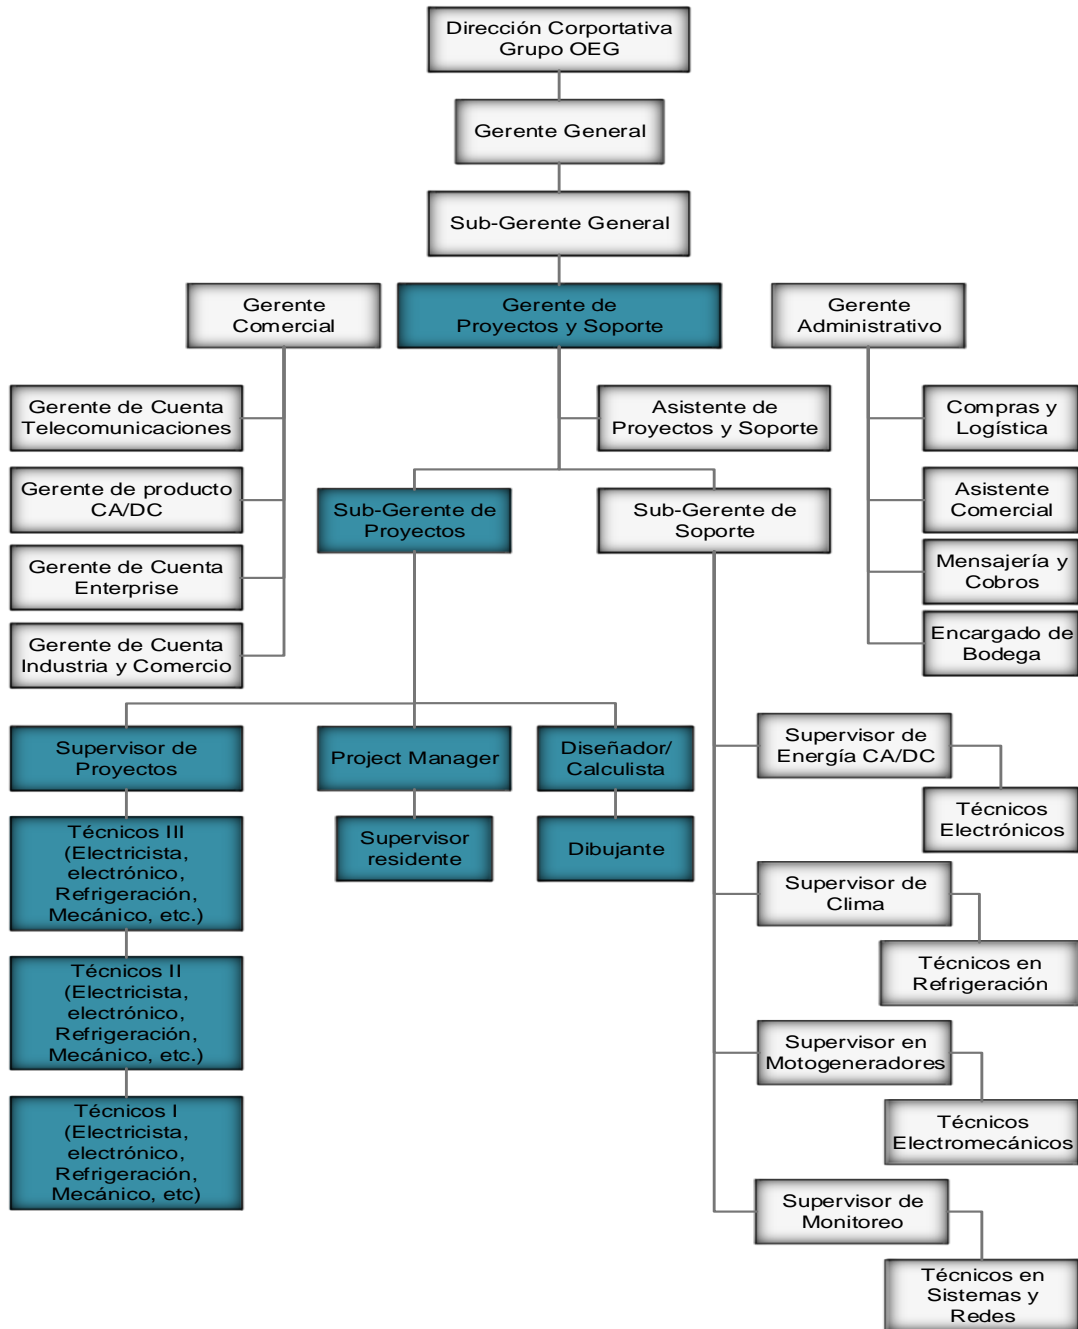 Dirección Corportativa
Grupo OEG
Gerente General
Sub-Gerente General
Gerente
Comercial
Gerente de
Proyectos y Soporte
Gerente
Administrativo
Gerente de Cuenta
Telecomunicaciones
Asistente de
Proyectos y Soporte
Compras y
Logística
Gerente de producto
CA/DC
Sub-Gerente de
Proyectos
Sub-Gerente de
Soporte
Asistente
Comercial
Gerente de Cuenta
Enterprise
Mensajería y
Cobros
Gerente de Cuenta
Industria y Comercio
Encargado de
Bodega
Supervisor de
Proyectos
Project Manager
Diseñador/
Calculista
Supervisor de
Energía CA/DC
Técnicos
Electrónicos
Técnicos III
(Electricista,
electrónico,
Refrigeración,
Mecánico, etc.)
Supervisor
residente
Dibujante
Supervisor de
Clima
Técnicos en
Refrigeración
Técnicos II
(Electricista,
electrónico,
Refrigeración,
Mecánico, etc.)
Supervisor en
Motogeneradores
Técnicos
Electromecánicos
Técnicos I
(Electricista,
electrónico,
Refrigeración,
Mecánico, etc)
Supervisor de
Monitoreo
Técnicos en
Sistemas y
Redes